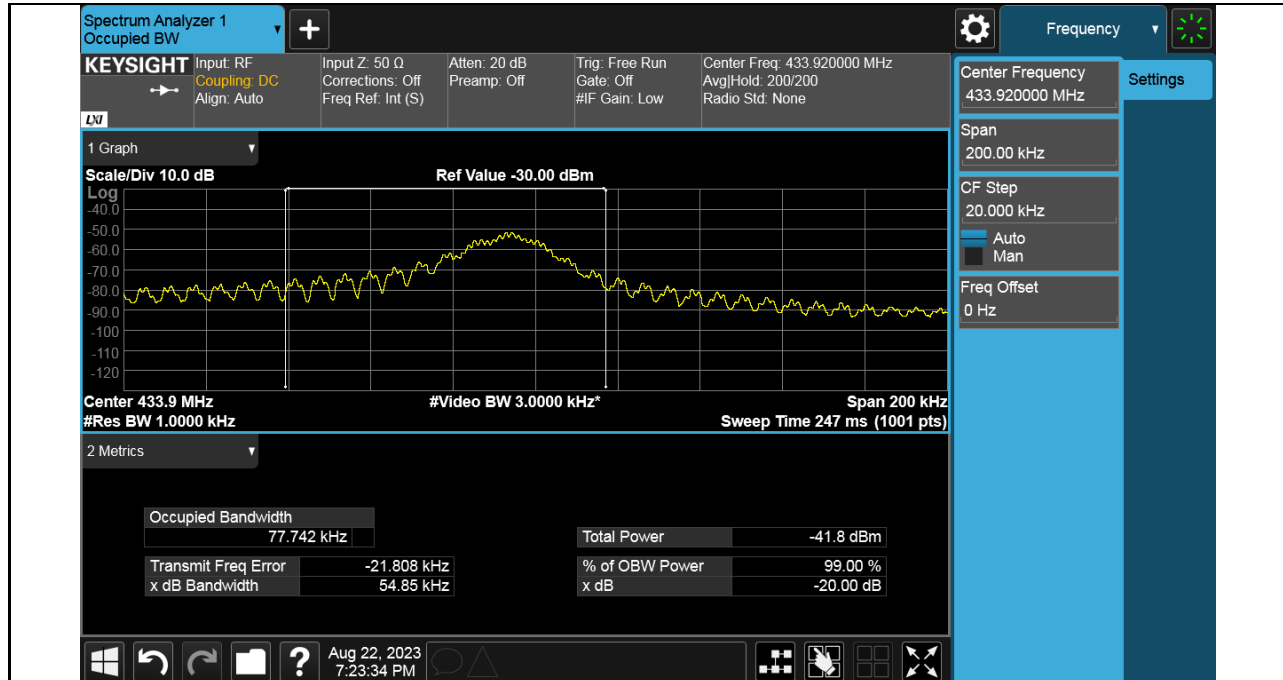 Spectrum Analyzer 1
Occupied BW
▼
+
Frequency
▼
KEYSIGHT
LXI
Input: RF
Coupling: DC
Align: Auto
Input Z: 50 Ω
Corrections: Off
Freq Ref: Int (S)
Atten: 20 dB
Preamp: Off
Trig: Free Run
Gate: Off
#IF Gain: Low
Center Freq: 433.920000 MHz
Avg|Hold: 200/200
Radio Std: None
Center Frequency
433.920000 MHz
Settings
Span
200.00 kHz
CF Step
20.000 kHz
Auto
Man
Freq Offset
0 Hz
1 Graph ▼
Scale/Div 10.0 dB
Ref Value -30.00 dBm
Log
-40.0
-50.0
-60.0
-70.0
-80.0
-90.0
-100
-110
-120
Center 433.9 MHz
#Video BW 3.0000 kHz*
Span 200 kHz
#Res BW 1.0000 kHz
Sweep Time 247 ms (1001 pts)
2 Metrics ▼
Occupied Bandwidth
77.742 kHz
Total Power -41.8 dBm
Transmit Freq Error -21.808 kHz
% of OBW Power 99.00 %
x dB Bandwidth 54.85 kHz
x dB -20.00 dB
?
Aug 22, 2023
7:23:34 PM